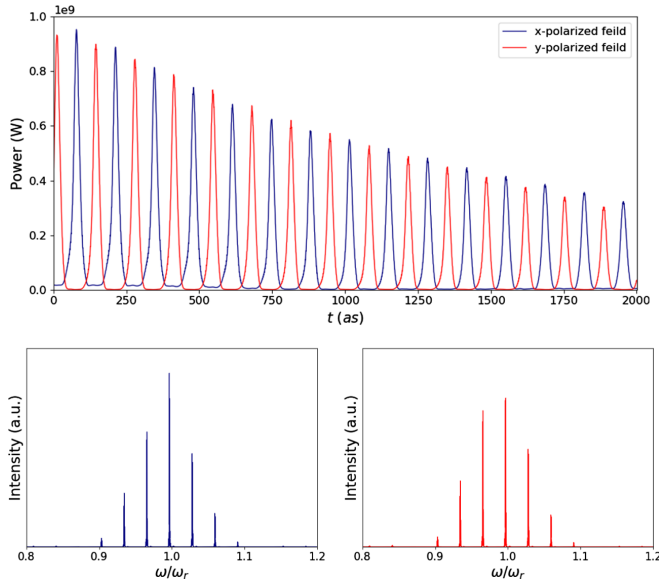 1e9
x-polarized feild
y-polarized feild
Power (W)
1.0
0.8
0.6
0.4
0.2
0.0
0 250 500 750 1000 1250 1500 1750 2000
t (as)
Intensity (a.u.)
0.8 0.9 1.0 1.1 1.2
ω/ωr
Intensity (a.u.)
0.8 0.9 1.0 1.1 1.2
ω/ωr